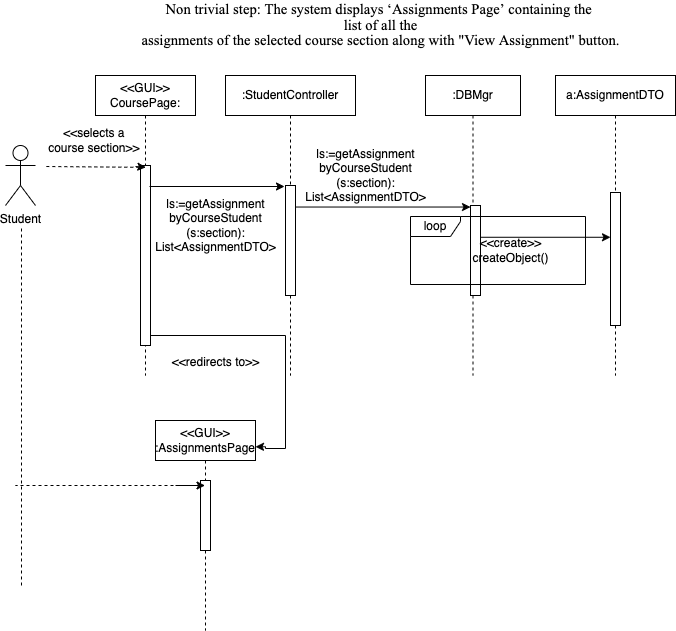 Non trivial step: The system displays ‘Assignments Page’ containing the
list of all the
assignments of the selected course section along with "View Assignment" button.
<<GUI>>
CoursePage:
:StudentController
:DBMgr
a:AssignmentDTO
<<selects a
course section>>
Student
ls:=getAssignment
byCourseStudent
(s:section):
List<AssignmentDTO>
ls:=getAssignment
byCourseStudent
(s:section):
List<AssignmentDTO>
loop
<<create>>
createObject()
<<redirects to>>
<<GUI>>
:AssignmentsPage